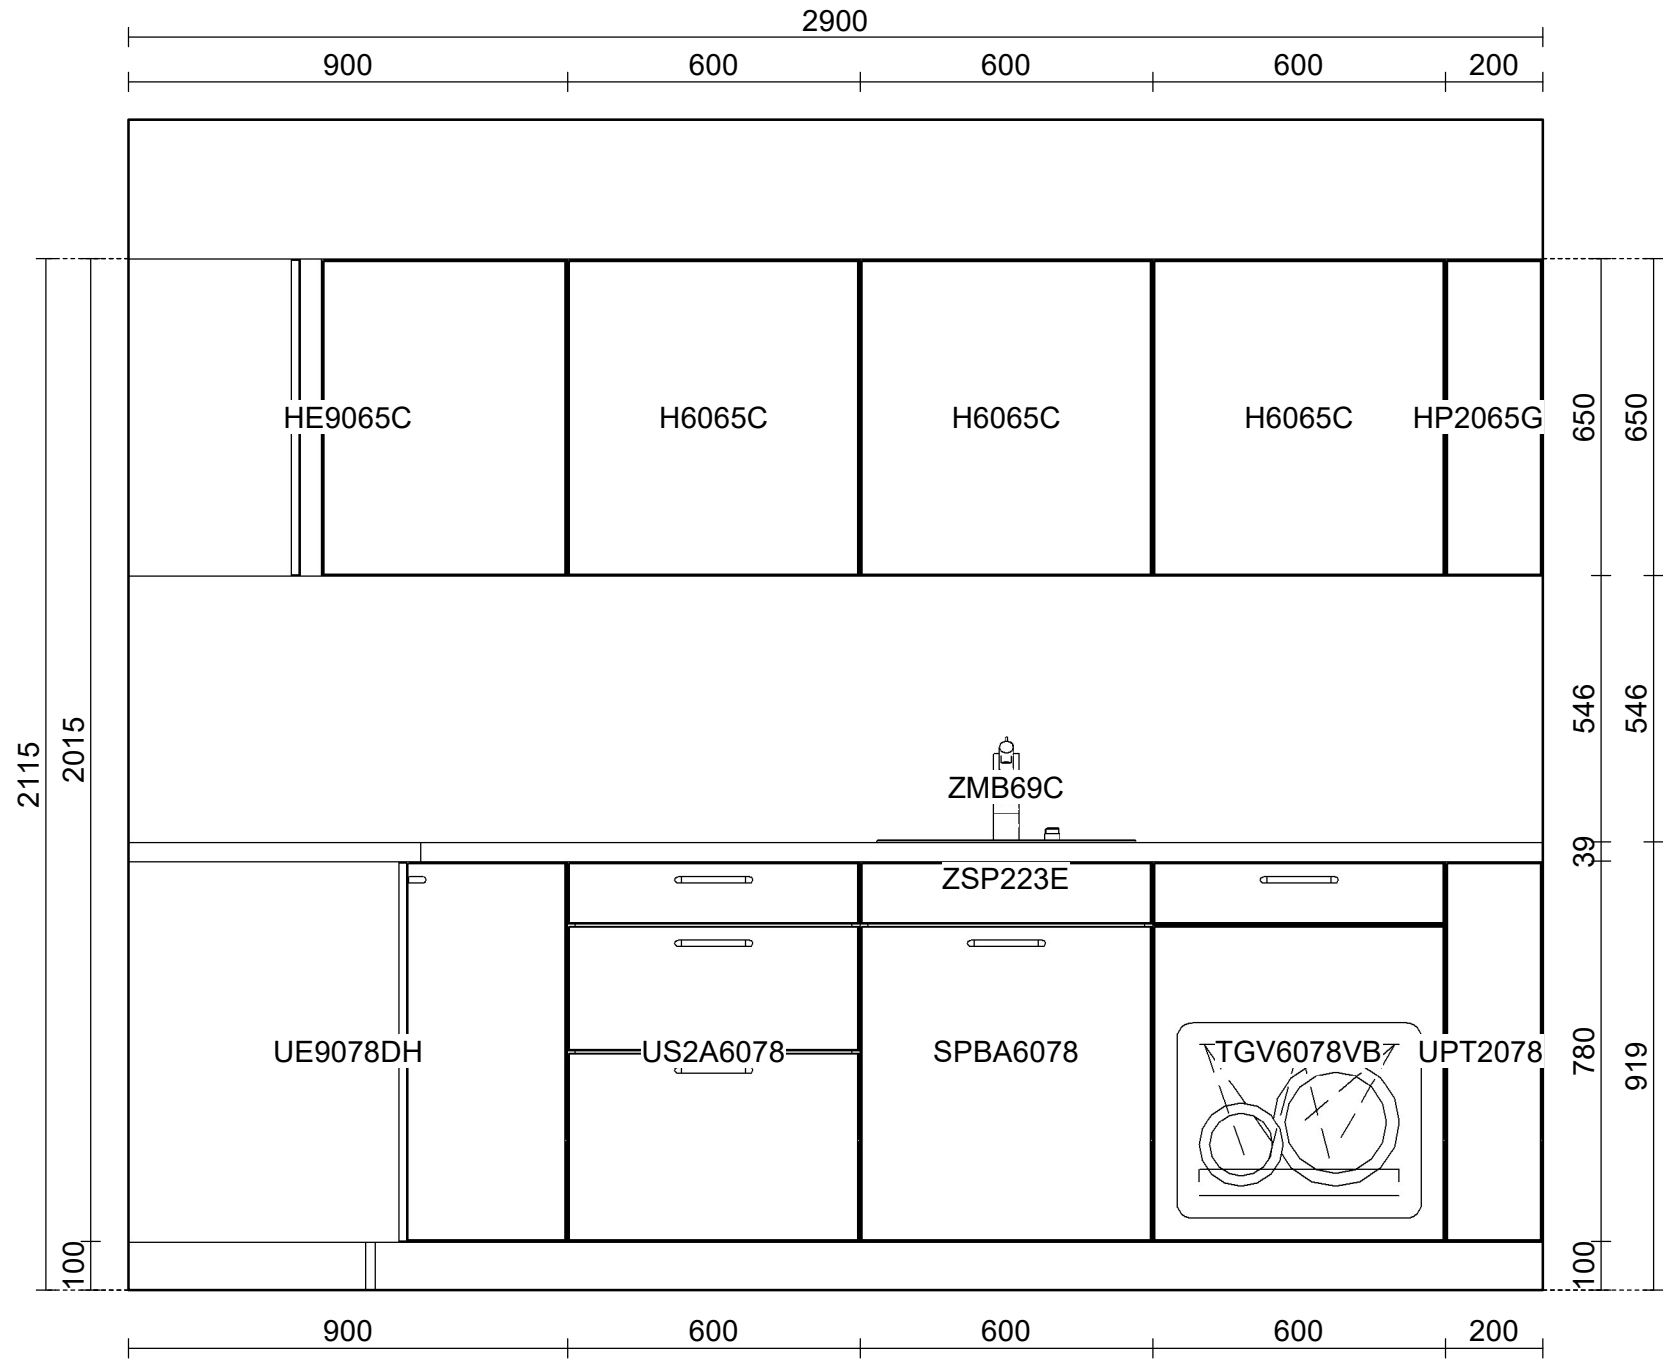 2900
900 600 600 600 200
HE9065C H6065C H6065C H6065C HP2065G
650 650
2115 2015
546 546
ZMB69C
39
ZSP223E
UE9078DH US2A6078 SPBA6078 TGV6078VB UPT2078
780 919
100 100
900 600 600 600 200